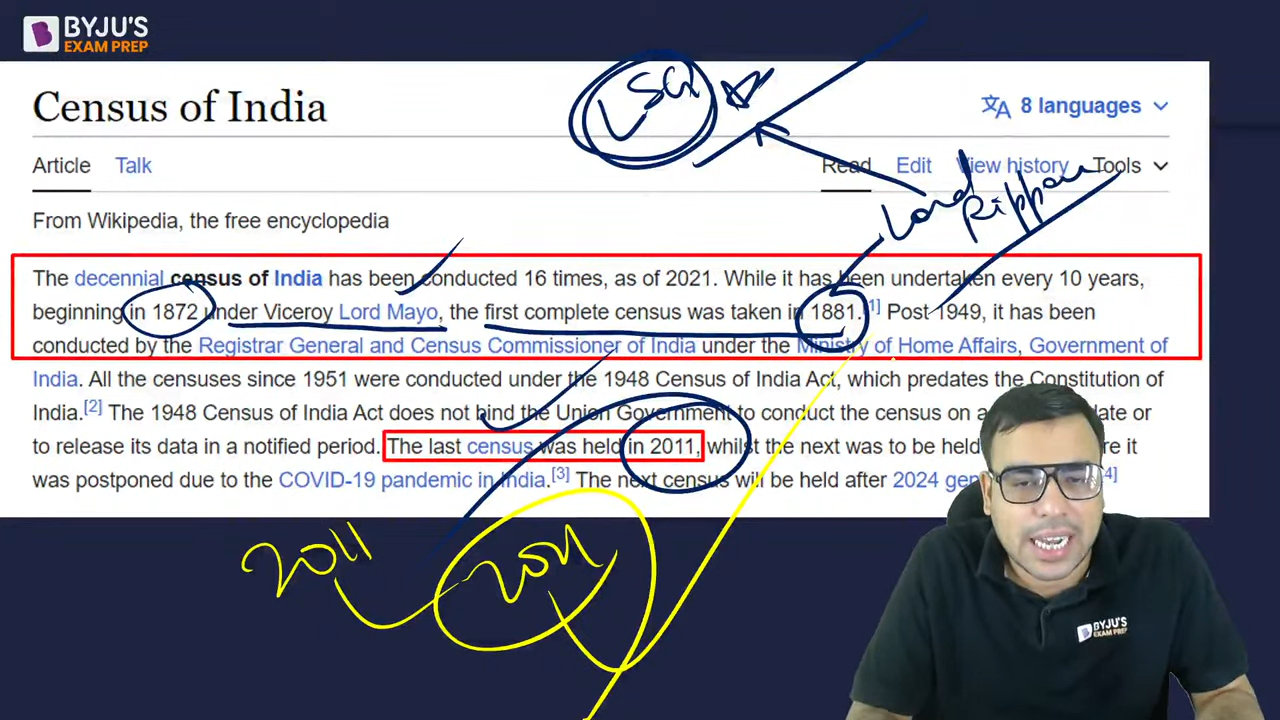 BYJU'S
EXAM PREP
LSG
Census of India
8 languages
Article Talk
Read Edit View history Tools
Lord
Rippon
From Wikipedia, the free encyclopedia
The decennial census of India has been conducted 16 times, as of 2021. While it has been undertaken every 10 years,
beginning in 1872 under Viceroy Lord Mayo, the first complete census was taken in 1881.[1] Post 1949, it has been
conducted by the Registrar General and Census Commissioner of India under the Ministry of Home Affairs, Government of
India. All the censuses since 1951 were conducted under the 1948 Census of India Act, which predates the Constitution of
India.[2] The 1948 Census of India Act does not bind the Union Government to conduct the census on a
to release its data in a notified period. The last census was held in 2011, whilst the next was to be held
was postponed due to the COVID-19 pandemic in India.[3] The next census will be held after 2024
2011
BYJU'S
EXAM PREP